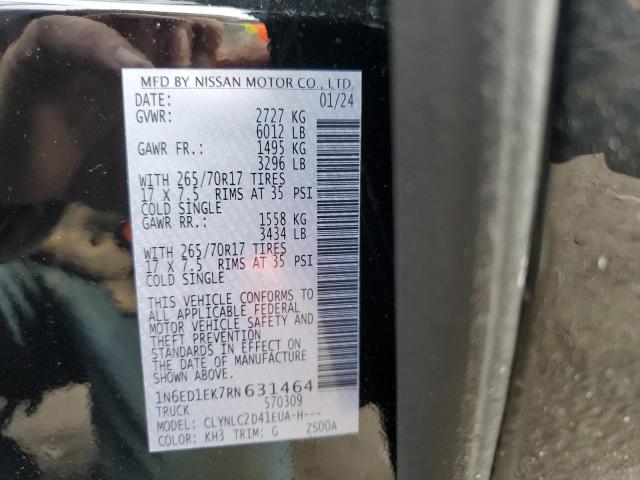 MFD BY NISSAN MOTOR CO., LTD.
DATE: 01/24
GVWR: 2727 KG
6012 LB
GAWR FR.: 1495 KG
3296 LB
WITH 265/70R17 TIRES
17 X 7.5 RIMS AT 35 PSI
COLD SINGLE
GAWR RR.: 1558 KG
3434 LB
WITH 265/70R17 TIRES
17 X 7.5 RIMS AT 35 PSI
COLD SINGLE
THIS VEHICLE CONFORMS TO
ALL APPLICABLE FEDERAL
MOTOR VEHICLE SAFETY AND
THEFT PREVENTION
STANDARDS IN EFFECT ON
THE DATE OF MANUFACTURE
SHOWN ABOVE.
1N6ED1EK7RN631464
TRUCK 570309
MODEL: CLYNLC2D41EUA-H---
COLOR: KH3 TRIM: G ZS00A